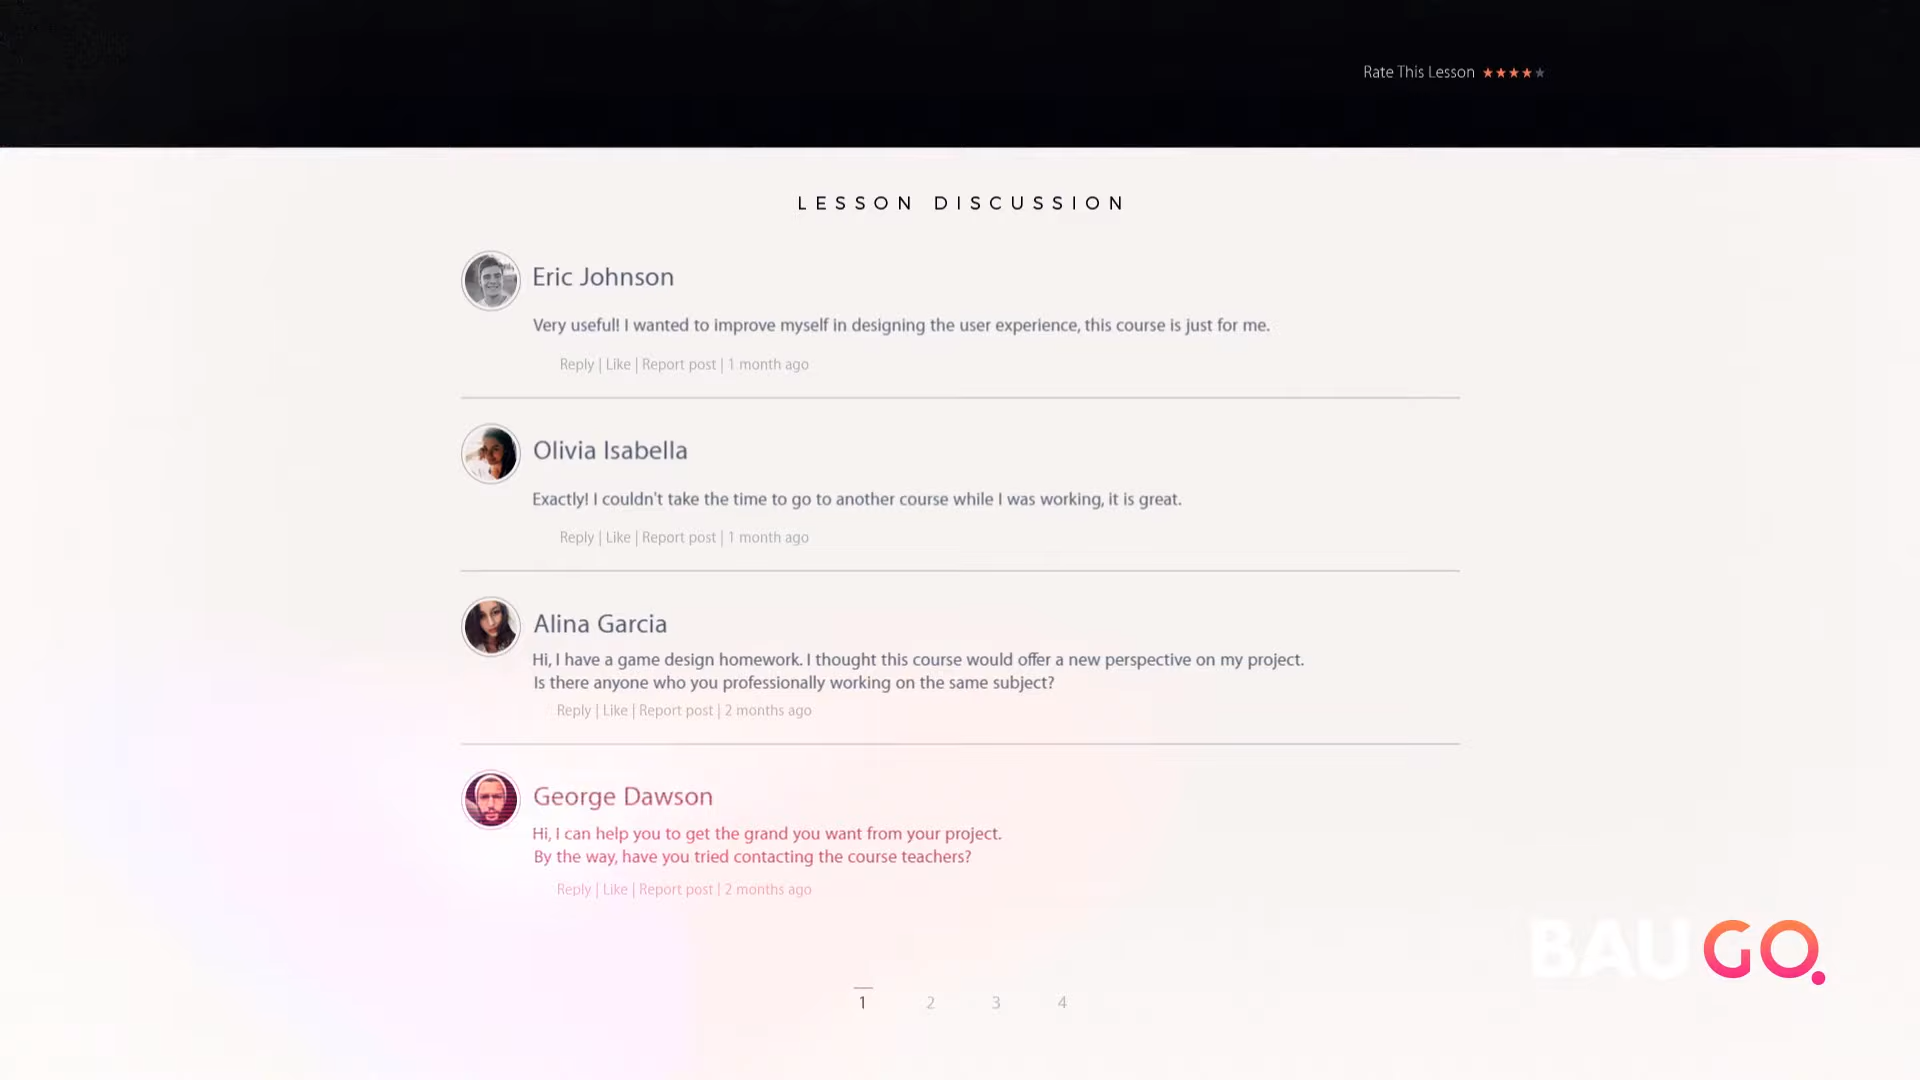 Rate This Lesson
LESSON DISCUSSION
Eric Johnson
Very useful! I wanted to improve myself in designing the user experience, this course is just for me.
Reply | Like | Report post | 1 month ago
Olivia Isabella
Exactly! I couldn't take the time to go to another course while I was working, it is great.
Reply | Like | Report post | 1 month ago
Alina Garcia
Hi, I have a game design homework. I thought this course would offer a new perspective on my project.
Is there anyone who you professionally working on the same subject?
Reply | Like | Report post | 2 months ago
George Dawson
Hi, I can help you to get the grand you want from your project.
By the way, have you tried contacting the course teachers?
Reply | Like | Report post | 2 months ago
BAU GO.
1 2 3 4